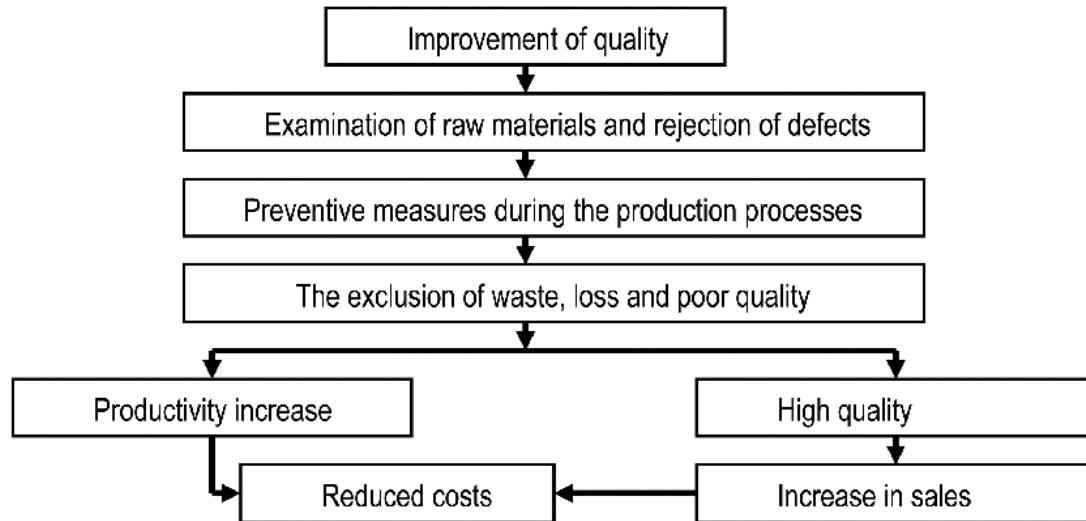 Improvement of quality
Examination of raw materials and rejection of defects
Preventive measures during the production processes
The exclusion of waste, loss and poor quality
Productivity increase
High quality
Reduced costs
Increase in sales